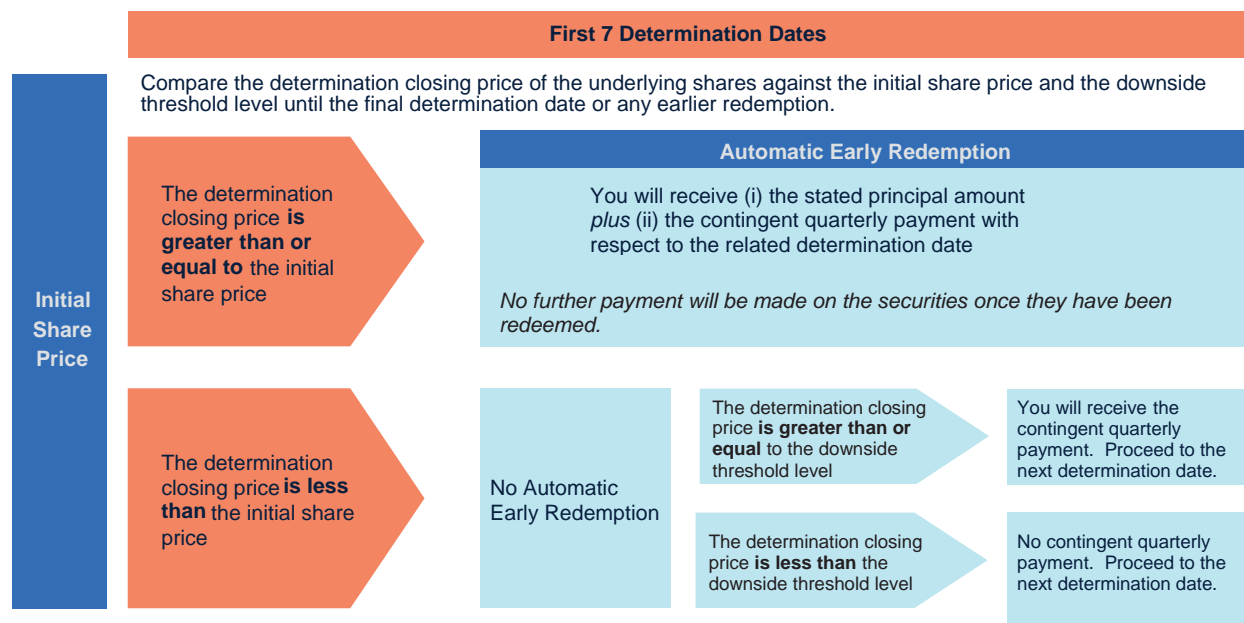 First 7 Determination Dates
Compare the determination closing price of the underlying shares against the initial share price and the downside
threshold level until the final determination date or any earlier redemption.
Initial
Share
Price
The determination
closing price is
greater than or
equal to the initial
share price
Automatic Early Redemption
You will receive (i) the stated principal amount
plus (ii) the contingent quarterly payment with
respect to the related determination date
No further payment will be made on the securities once they have been
redeemed.
The determination
closing price is less
than the initial share
price
No Automatic
Early Redemption
The determination closing
price is greater than or
equal to the downside
threshold level
You will receive the
contingent quarterly
payment. Proceed to the
next determination date.
The determination closing
price is less than the
downside threshold level
No contingent quarterly
payment. Proceed to the
next determination date.